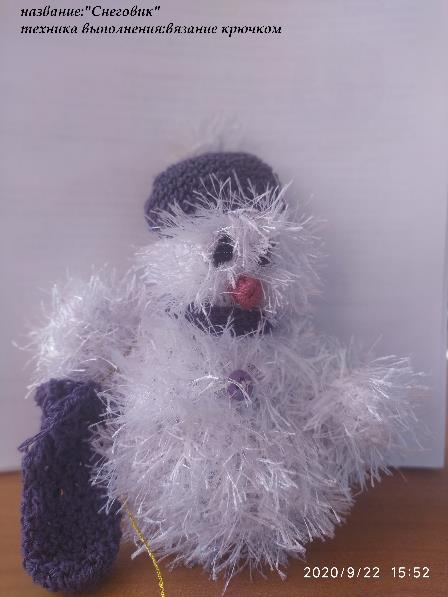 название:"Снеговик"
техника выполнения:вязание крючком
2020/9/22 15:52